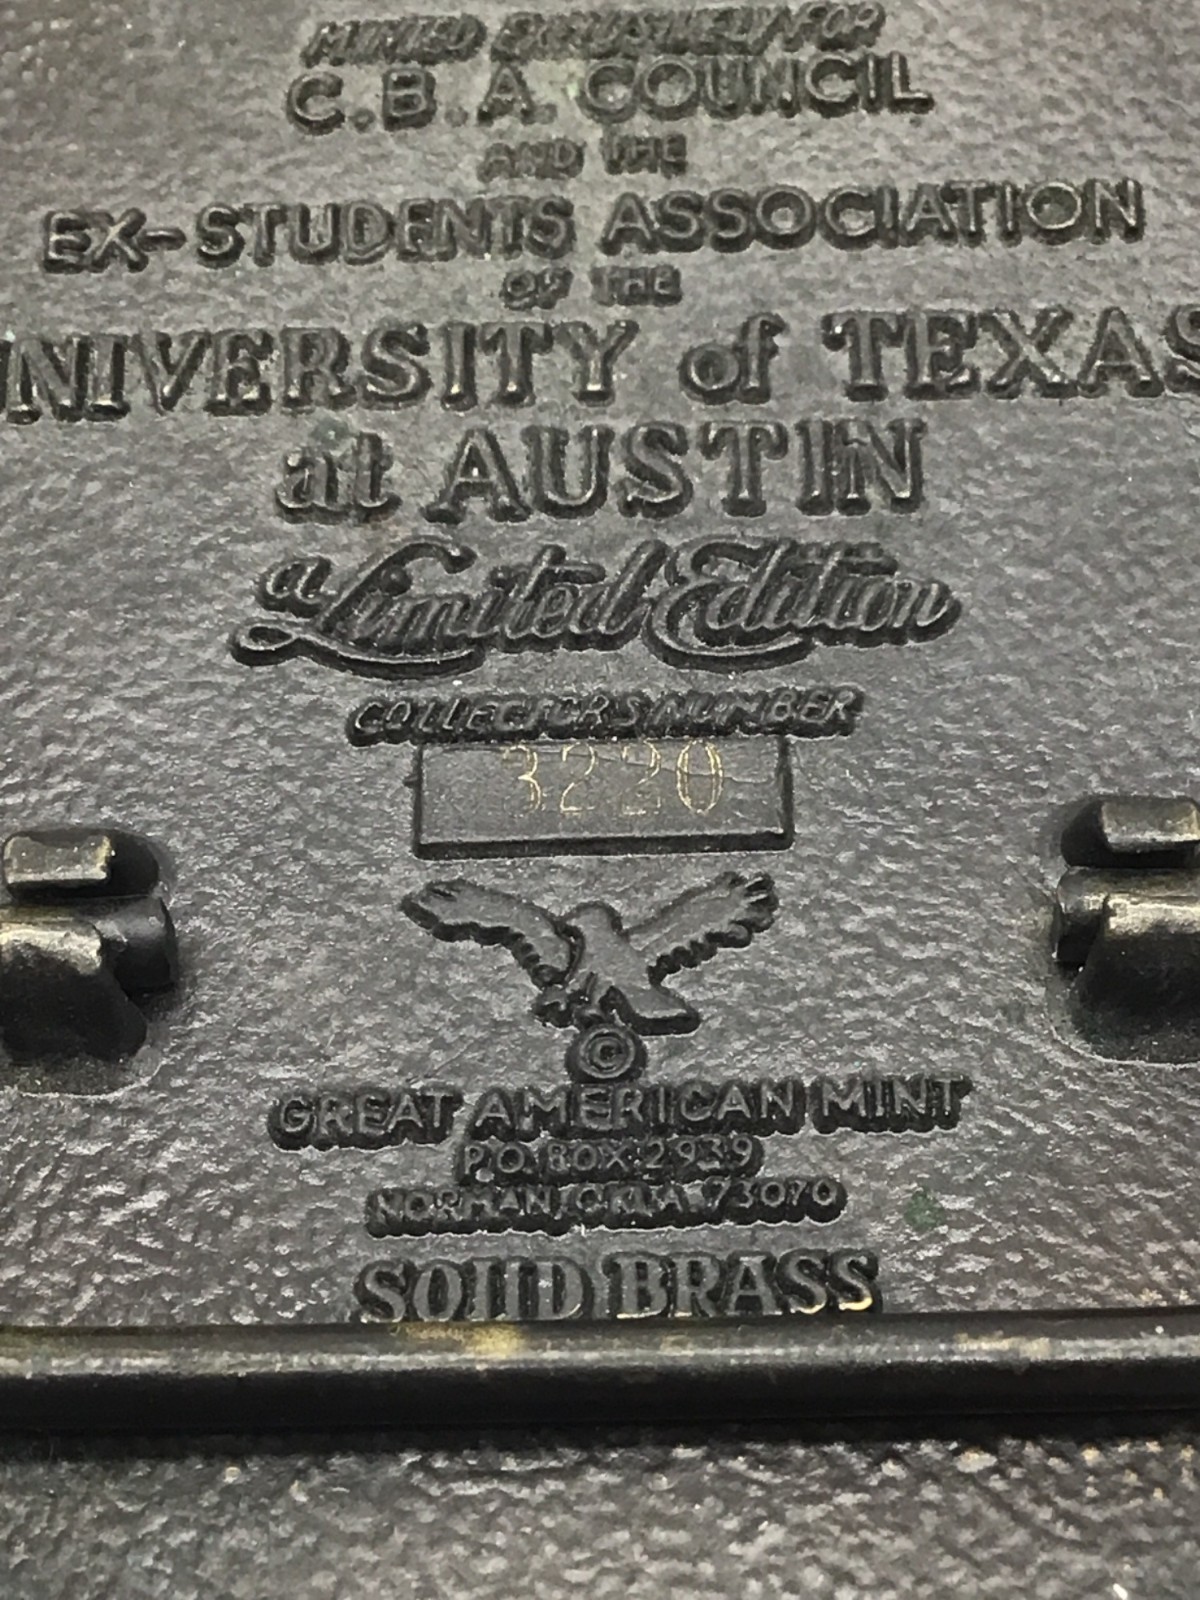 MINTED EXCLUSIVELY FOR
C.B.A. COUNCIL
AND THE
EX-STUDENTS ASSOCIATION
OF THE
UNIVERSITY of TEXAS
at AUSTIN
a Limited Edition
COLLECTORS NUMBER
3220
©
GREAT AMERICAN MINT
P.O. BOX 2939
NORMAN, OKLA. 73070
SOLID BRASS